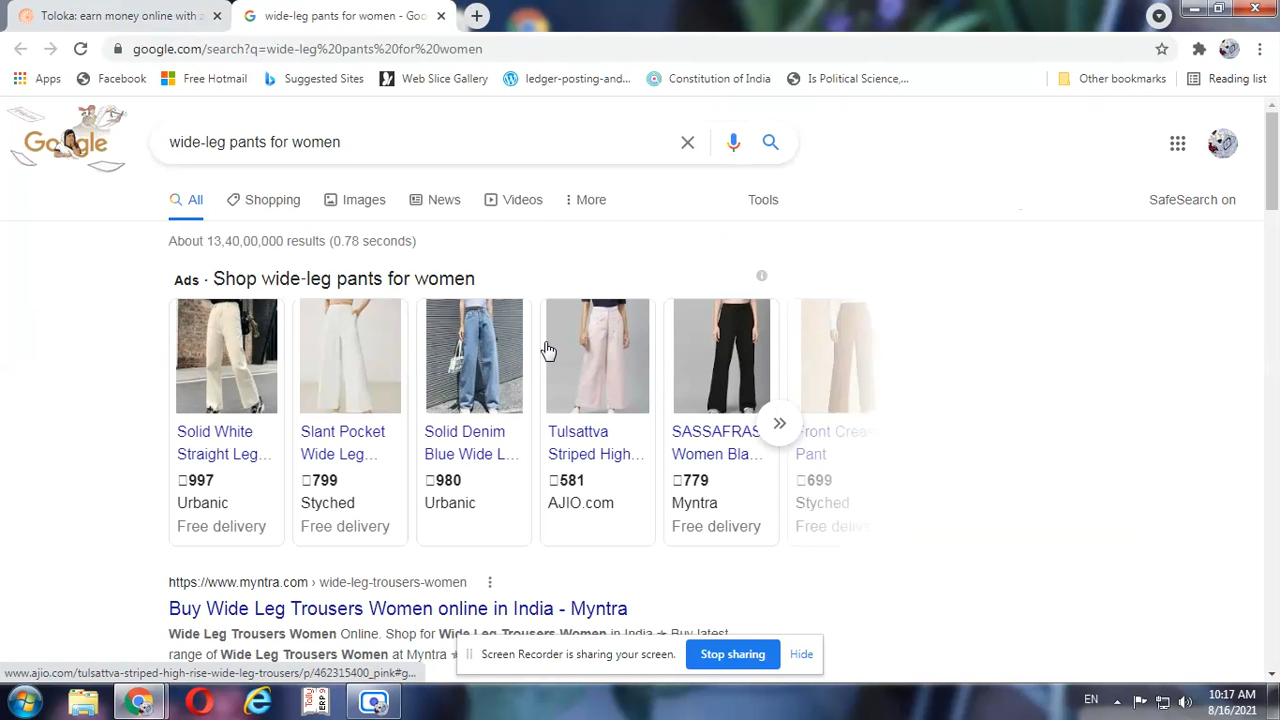 Toloka: earn money online with a
wide-leg pants for women - Goo
google.com/search?q=wide-leg%20pants%20for%20women
Apps
Facebook
Free Hotmail
Suggested Sites
Web Slice Gallery
ledger-posting-and...
Constitution of India
Is Political Science,...
Other bookmarks
Reading list
Google
wide-leg pants for women
All
Shopping
Images
News
Videos
More
Tools
SafeSearch on
About 13,40,00,000 results (0.78 seconds)
Ads · Shop wide-leg pants for women
Solid White
Straight Leg...
997
Urbanic
Free delivery
Slant Pocket
Wide Leg...
799
Styched
Free delivery
Solid Denim
Blue Wide L...
980
Urbanic
Tulsattva
Striped High...
581
AJIO.com
SASSAFRAS
Women Bla...
779
Myntra
Free delivery
Front Crease
Pant
699
Styched
Free delivery
https://www.myntra.com › wide-leg-trousers-women
Buy Wide Leg Trousers Women online in India - Myntra
Wide Leg Trousers Women Online. Shop for Wide Leg Trousers Women in India ★ Buy latest
range of Wide Leg Trousers Women at Myntra ★
Screen Recorder is sharing your screen.
Stop sharing
Hide
www.ajio.com/tulsattva-striped-high-rise-wide-leg-trousers/p/462315400_pink#g...
EN
10:17 AM
8/16/2021